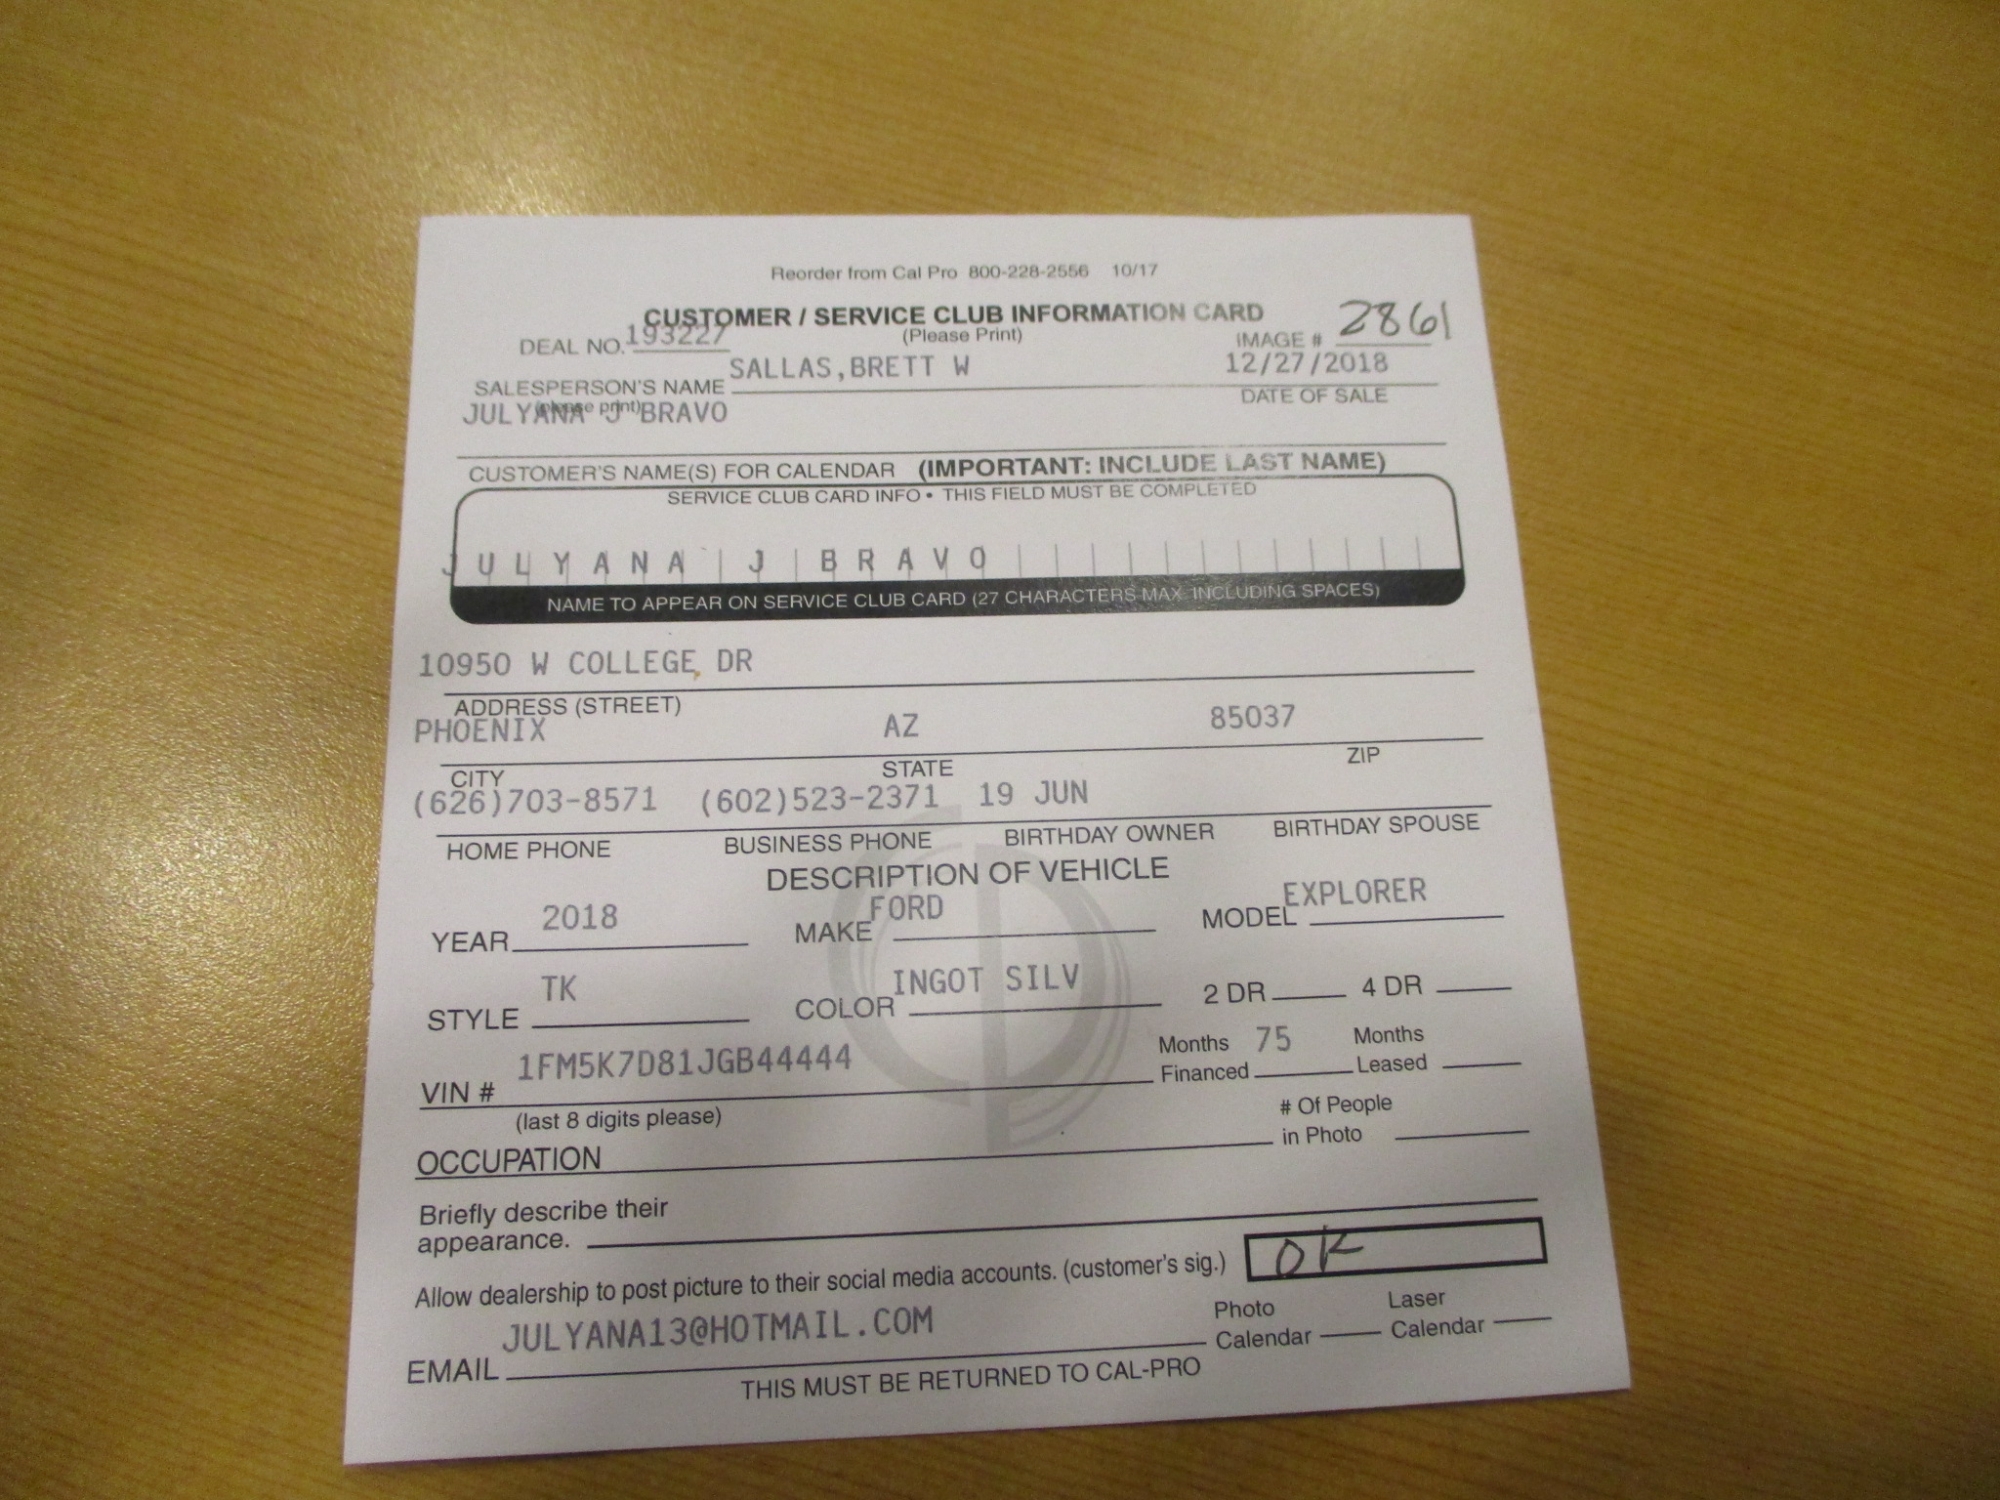 Reorder from Cal Pro 800-228-2556 10/17
CUSTOMER / SERVICE CLUB INFORMATION CARD
(Please Print)
DEAL NO. 193227
IMAGE # 2861
SALESPERSON'S NAME SALLAS,BRETT W
12/27/2018
(please print)
DATE OF SALE
JULYANA J BRAVO
CUSTOMER'S NAME(S) FOR CALENDAR (IMPORTANT: INCLUDE LAST NAME)
SERVICE CLUB CARD INFO • THIS FIELD MUST BE COMPLETED
JULYANA J BRAVO
NAME TO APPEAR ON SERVICE CLUB CARD (27 CHARACTERS MAX INCLUDING SPACES)
10950 W COLLEGE DR
ADDRESS (STREET)
PHOENIX AZ 85037
CITY STATE ZIP
(626)703-8571 (602)523-2371 19 JUN
HOME PHONE BUSINESS PHONE BIRTHDAY OWNER BIRTHDAY SPOUSE
DESCRIPTION OF VEHICLE
YEAR 2018 MAKE FORD MODEL EXPLORER
STYLE TK COLOR INGOT SILV 2 DR 4 DR
VIN # 1FM5K7D81JGB44444 Months Financed 75 Months Leased
(last 8 digits please)
# Of People in Photo
OCCUPATION
Briefly describe their
appearance.
Allow dealership to post picture to their social media accounts. (customer's sig.) OK
EMAIL JULYANA13@HOTMAIL.COM Photo Calendar Laser Calendar
THIS MUST BE RETURNED TO CAL-PRO